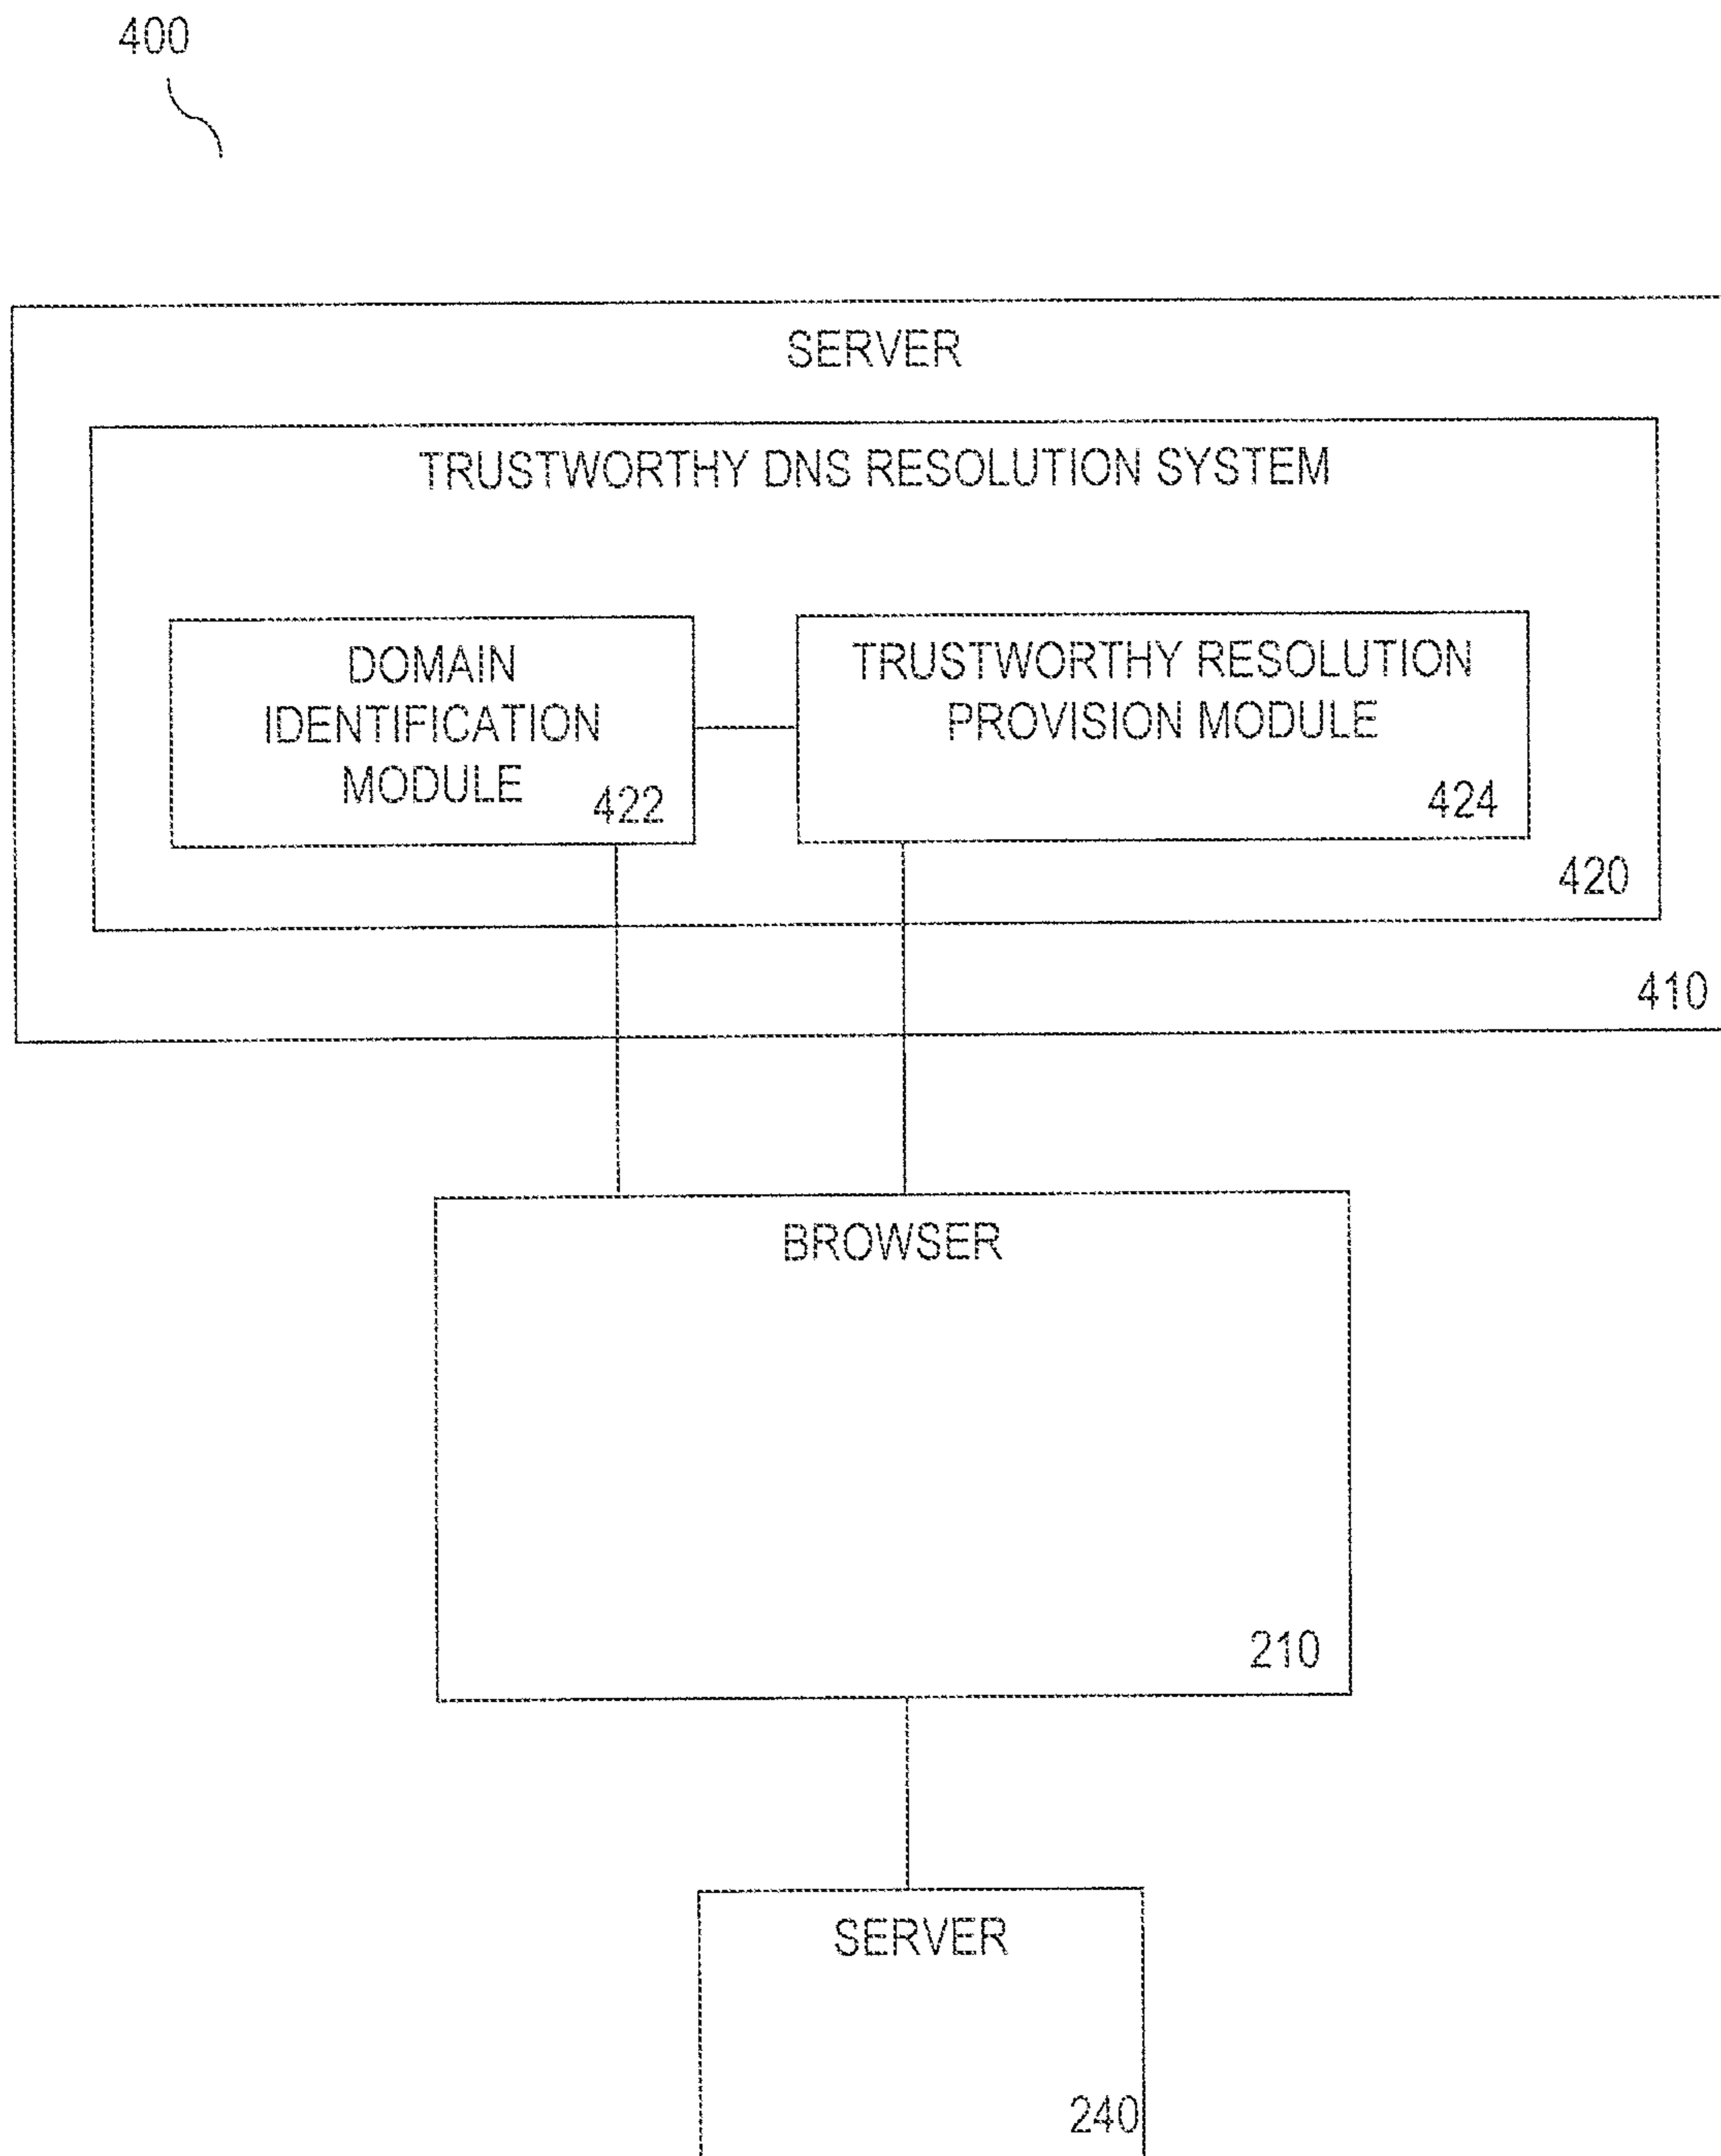 400
SERVER
TRUSTWORTHY DNS RESOLUTION SYSTEM
DOMAIN
IDENTIFICATION
MODULE
422
TRUSTWORTHY RESOLUTION
PROVISION MODULE
424
420
410
BROWSER
210
SERVER
240